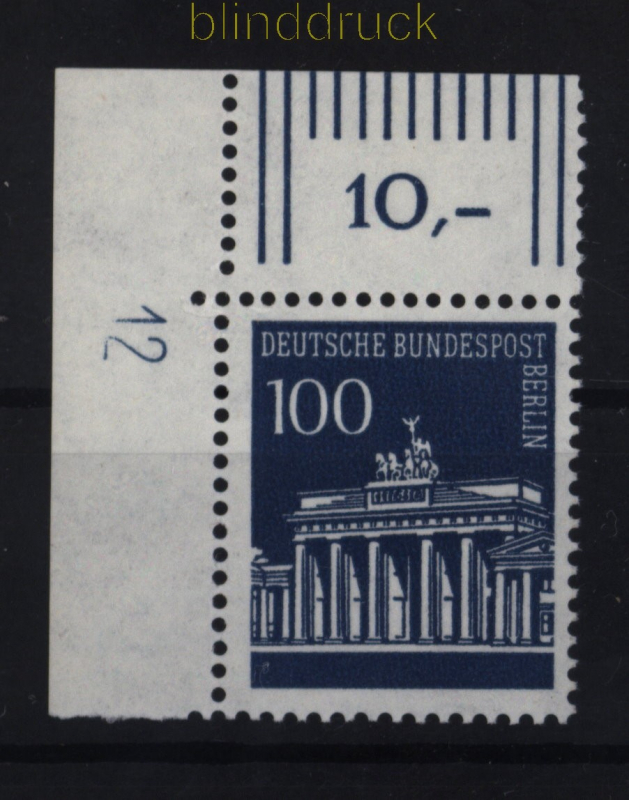 blinddruck
10,-
12
DEUTSCHE BUNDESPOST
BERLIN
100